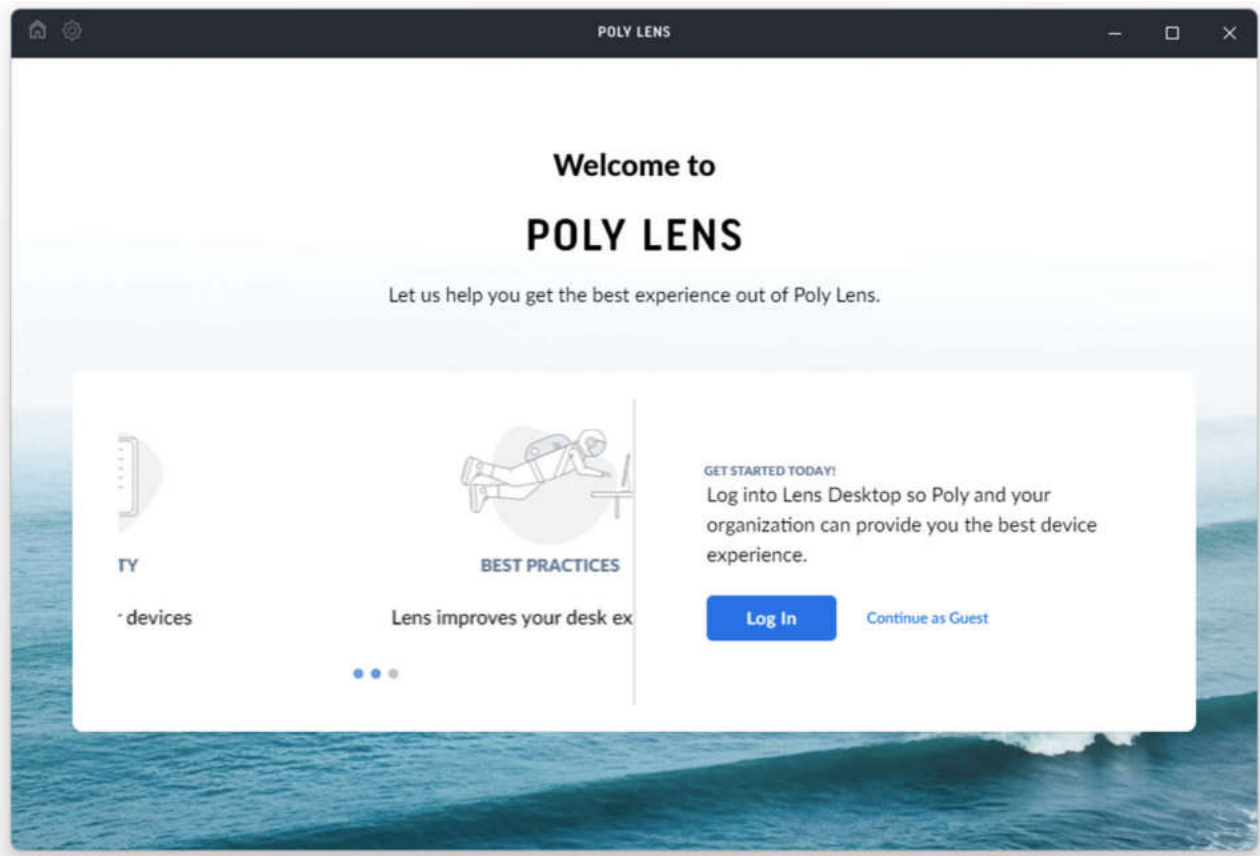 POLY LENS
Welcome to
POLY LENS
Let us help you get the best experience out of Poly Lens.
TY
devices
BEST PRACTICES
Lens improves your desk ex
GET STARTED TODAY!
Log into Lens Desktop so Poly and your
organization can provide you the best device
experience.
Log In
Continue as Guest